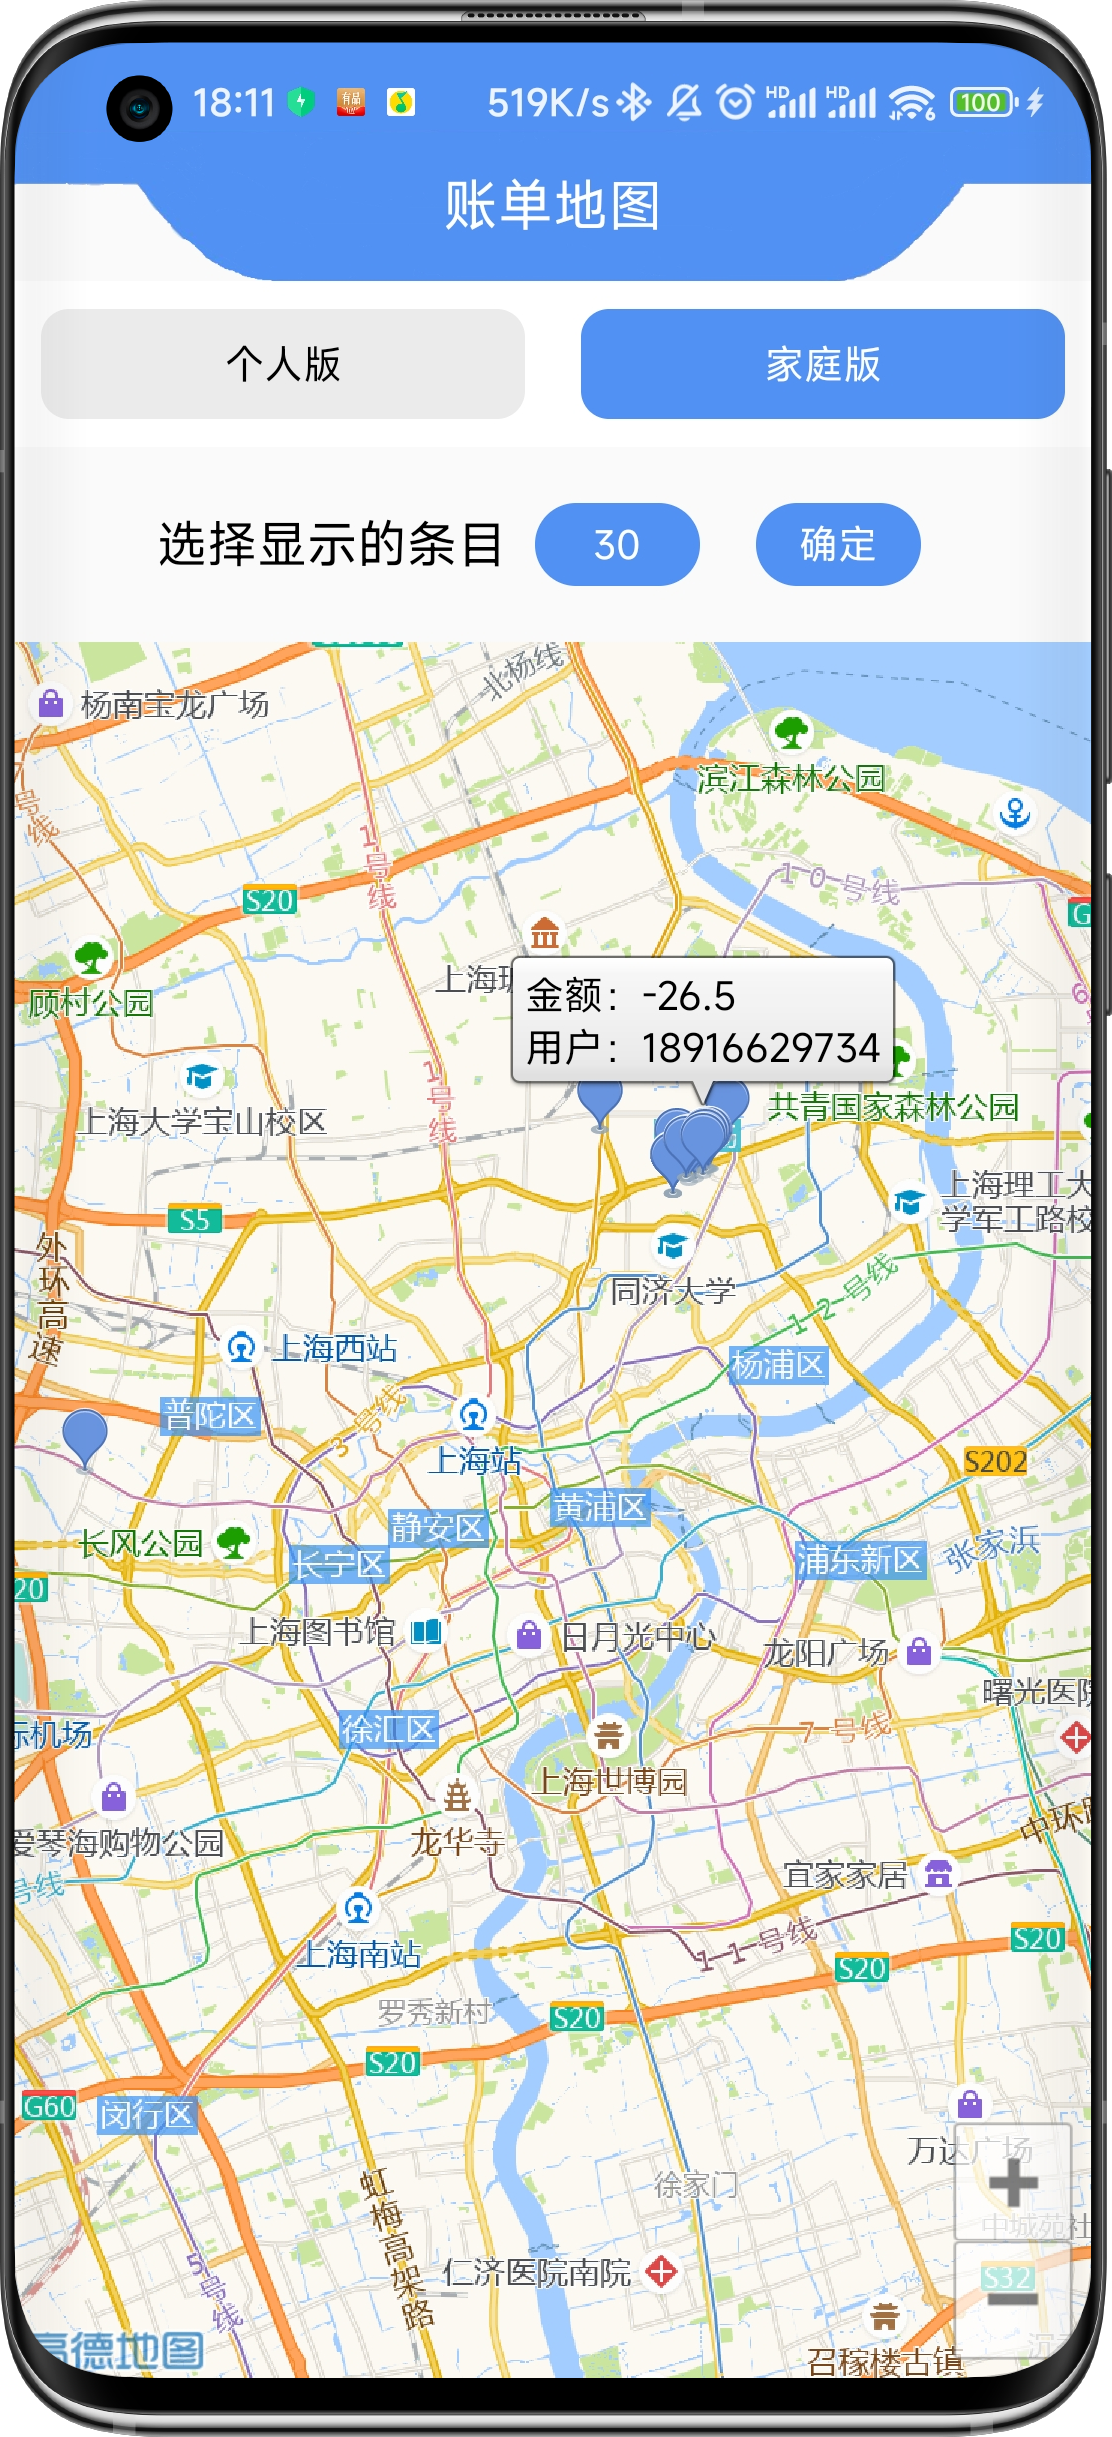 18:11
有品
519K/s
HD
HD
6
100
账单地图
个人版
家庭版
选择显示的条目
30
确定
北杨线
杨南宝龙广场
滨江森林公园
号线
1号线
10号线
S20
G
顾村公园
上海玻
金额：-26.5
用户：18916629734
6
上海大学宝山校区
1号线
共青国家森林公园
上海理工大
学军工路校
S5
外环高速
同济大学
12号线
上海西站
杨浦区
普陀区
3号线
上海站
S202
黄浦区
静安区
长风公园
长宁区
浦东新区
张家浜
20
上海图书馆
日月光中心
龙阳广场
曙光医院
徐汇区
7号线
际机场
上海世博园
爱琴海购物公园
龙华寺
中环路
号线
宜家家居
11号线
上海南站
S20
S20
罗秀新村
S20
S20
G60
闵行区
万达广场
虹梅高架路
徐家门
中城苑社
5号线
仁济医院南院
S32
召稼楼古镇
高德地图